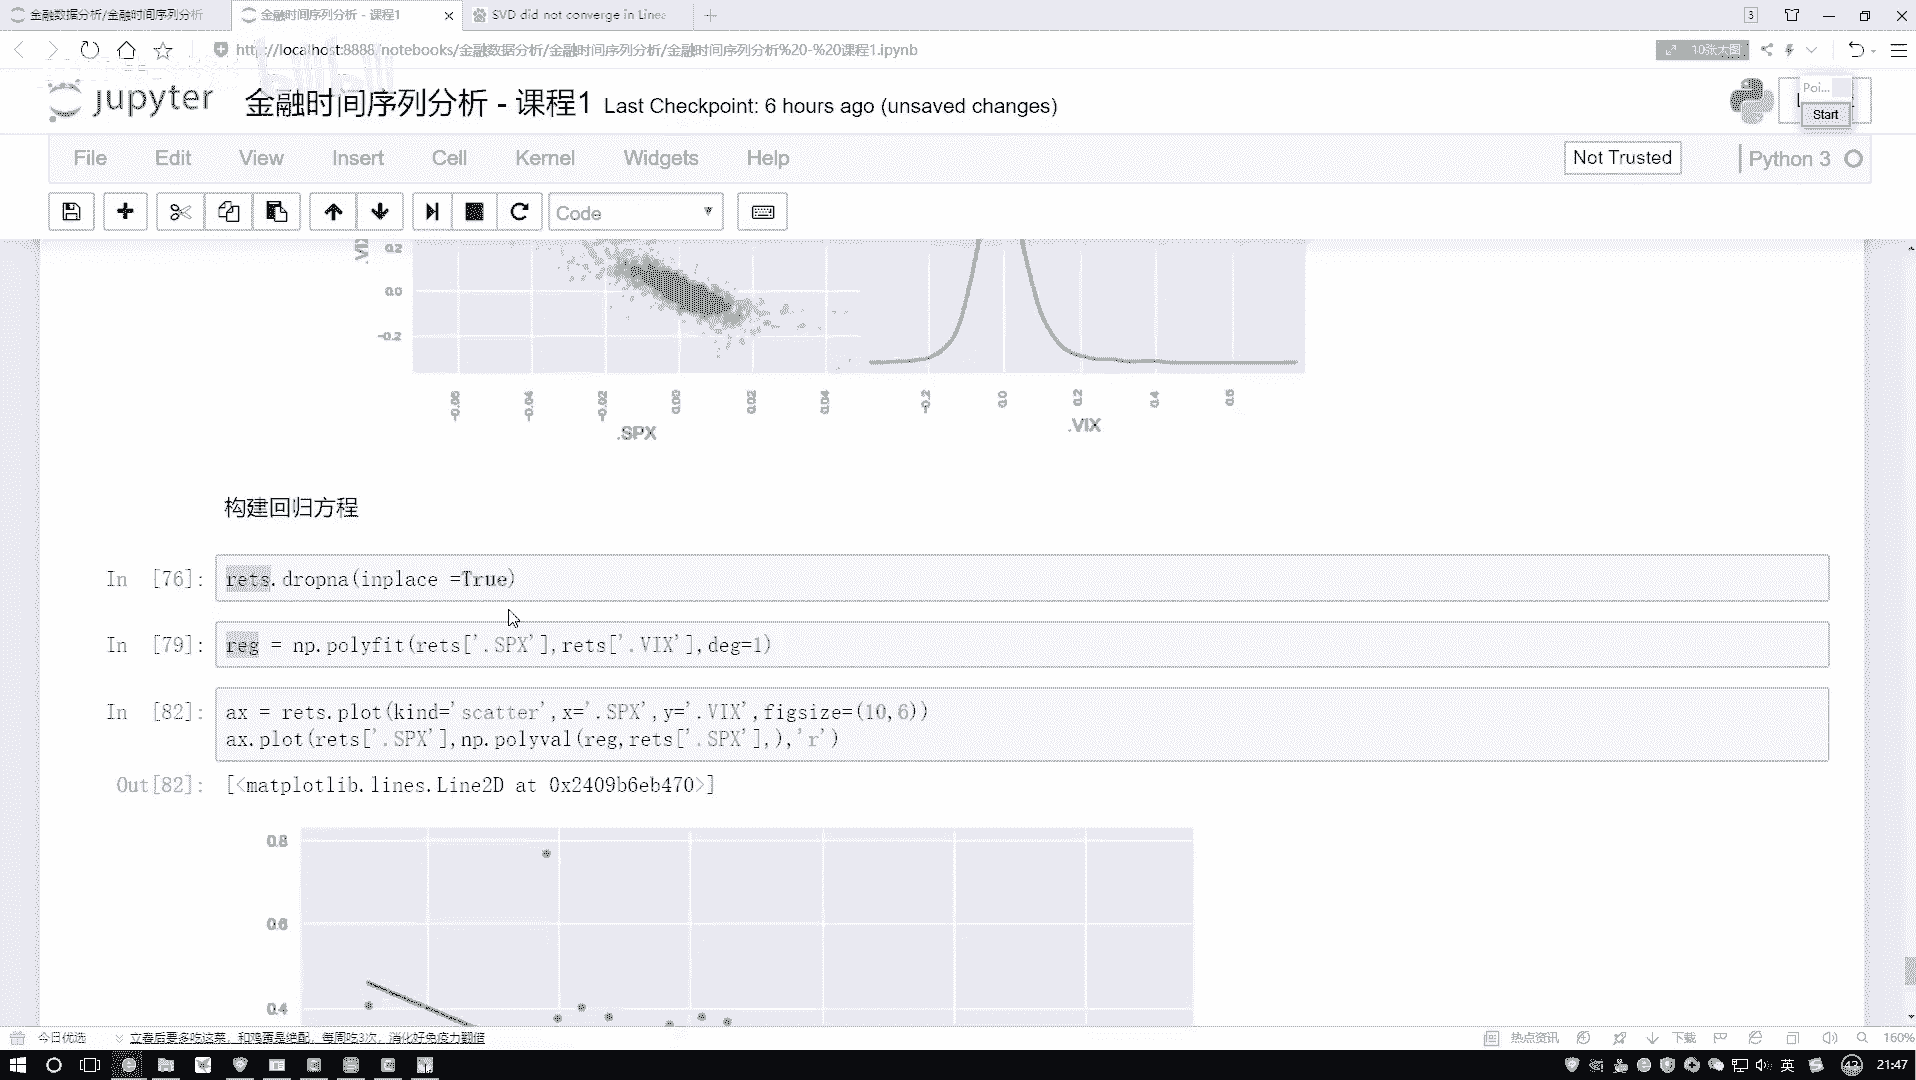 金融数据分析/金融时间序列分析
金融时间序列分析 - 课程1
SVD did not converge in Linea
3
http://localhost:8888/notebooks/金融数据分析/金融时间序列分析/金融时间序列分析%20-%20课程1.ipynb
10张大图
jupyter 金融时间序列分析 - 课程1 Last Checkpoint: 6 hours ago (unsaved changes)
Poi...
Start
File Edit View Insert Cell Kernel Widgets Help
Not Trusted
Python 3
Code
0.2
0.0
-0.2
-0.06 -0.04 -0.02 0.00 0.02 0.04
-0.2 0.0 0.2 0.4 0.6
.SPX
.VIX
构建回归方程
In [76]: rets.dropna(inplace =True)
In [79]: reg = np.polyfit(rets['.SPX'],rets['.VIX'],deg=1)
In [82]: ax = rets.plot(kind='scatter',x='.SPX',y='.VIX',figsize=(10,6))
ax.plot(rets['.SPX'],np.polyval(reg,rets['.SPX'],),'r')
Out[82]: [<matplotlib.lines.Line2D at 0x2409b6eb470>]
0.8
0.6
0.4
今日优选
立春后要多吃这菜，和鸡蛋是绝配，每周吃3次，消化好免疫力翻倍
热点资讯
下载
160%
英
42
21:47